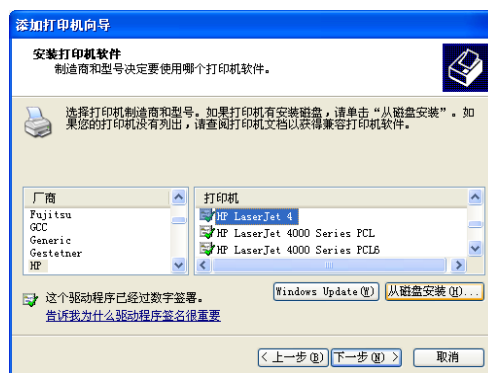 添加打印机向导
安装打印机软件
制造商和型号决定要使用哪个打印机软件。
选择打印机制造商和型号。如果打印机有安装磁盘，请单击“从磁盘安装”。如
果您的打印机没有列出，请查阅打印机文档以获得兼容打印机软件。
厂商
Fujitsu
GCC
Generic
Gestetner
HP
打印机
HP LaserJet 4
HP LaserJet 4000 Series PCL
HP LaserJet 4000 Series PCL6
这个驱动程序已经过数字签署。
告诉我为什么驱动程序签名很重要
Windows Update(W)
从磁盘安装(H)...
< 上一步(B)
下一步(N) >
取消